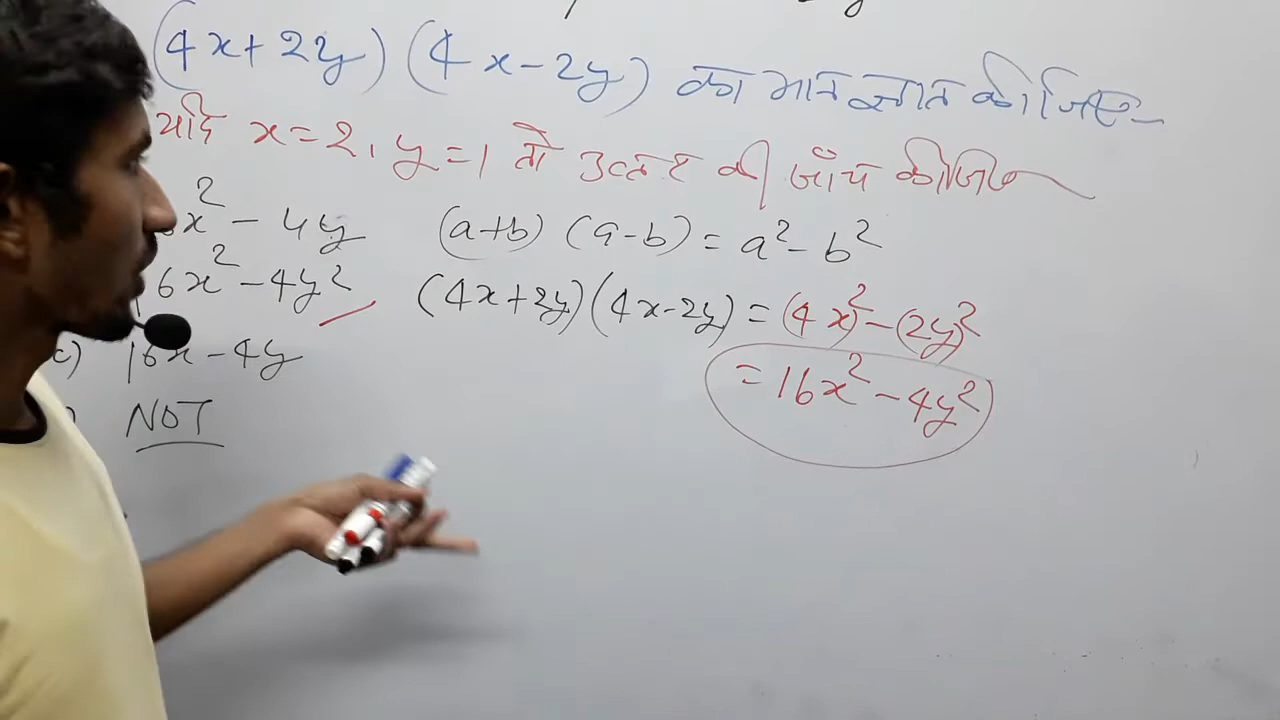 (4x+2y) (4x-2y) का मान ज्ञात कीजिए-
यदि x=2, y=1 तो उत्तर की जाँच कीजिए
x² - 4y
16x² - 4y²
c) 16x - 4y
NOT
(a+b) (a-b) = a² - b²
(4x+2y)(4x-2y) = (4x)² - (2y)²
= 16x² - 4y²